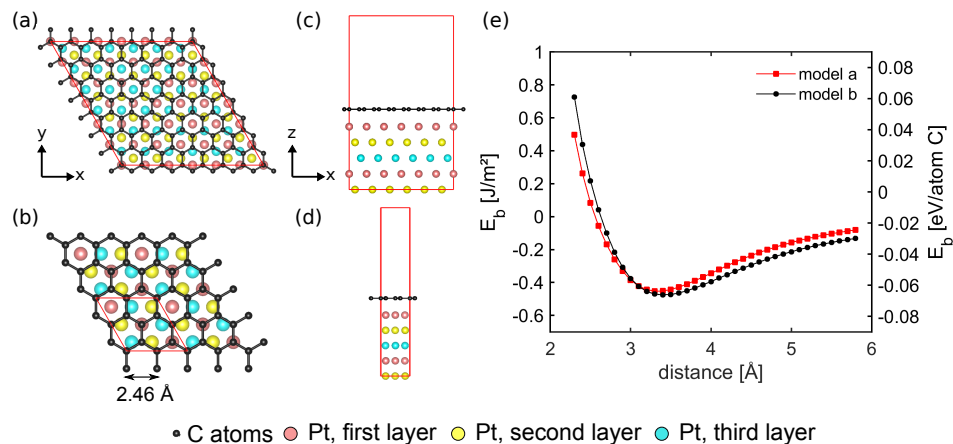 (a)
(c)
(e)
y
x
z
x
(b)
(d)
2.46 Å
1
0.8
0.6
0.4
0.2
0
-0.2
-0.4
-0.6
E_b [J/m²]
0.08
0.06
0.04
0.02
0
-0.02
-0.04
-0.06
-0.08
E_b [eV/atom C]
model a
model b
2 3 4 5 6
distance [Å]
C atoms Pt, first layer Pt, second layer Pt, third layer